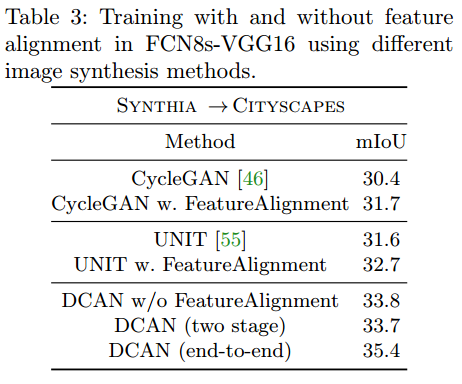 Table 3: Training with and without feature
alignment in FCN8s-VGG16 using different
image synthesis methods.
SYNTHIA → CITYSCAPES
Method mIoU
CycleGAN [46] 30.4
CycleGAN w. FeatureAlignment 31.7
UNIT [55] 31.6
UNIT w. FeatureAlignment 32.7
DCAN w/o FeatureAlignment 33.8
DCAN (two stage) 33.7
DCAN (end-to-end) 35.4